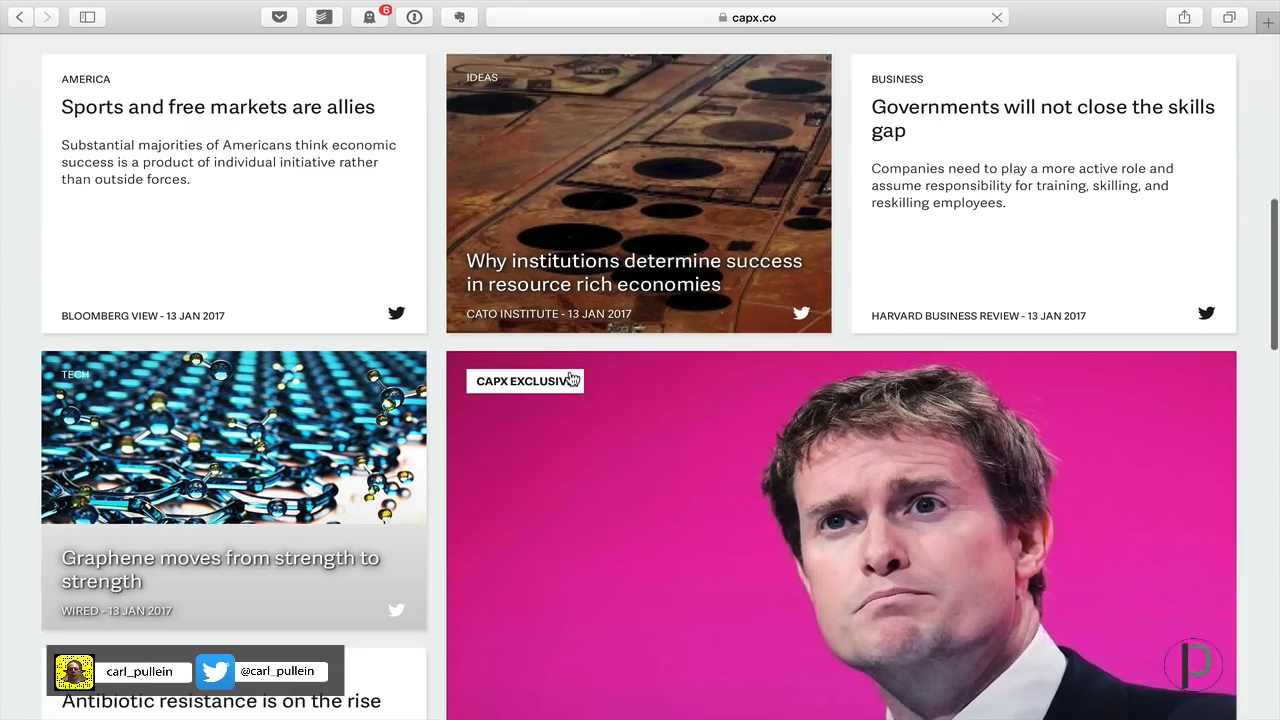 6
capx.co
AMERICA
Sports and free markets are allies
Substantial majorities of Americans think economic
success is a product of individual initiative rather
than outside forces.
BLOOMBERG VIEW - 13 JAN 2017
IDEAS
Why institutions determine success
in resource rich economies
CATO INSTITUTE - 13 JAN 2017
BUSINESS
Governments will not close the skills
gap
Companies need to play a more active role and
assume responsibility for training, skilling, and
reskilling employees.
HARVARD BUSINESS REVIEW - 13 JAN 2017
TECH
Graphene moves from strength to
strength
WIRED - 13 JAN 2017
CAPX EXCLUSIVE
carl_pullein
@carl_pullein
Antibiotic resistance is on the rise
p